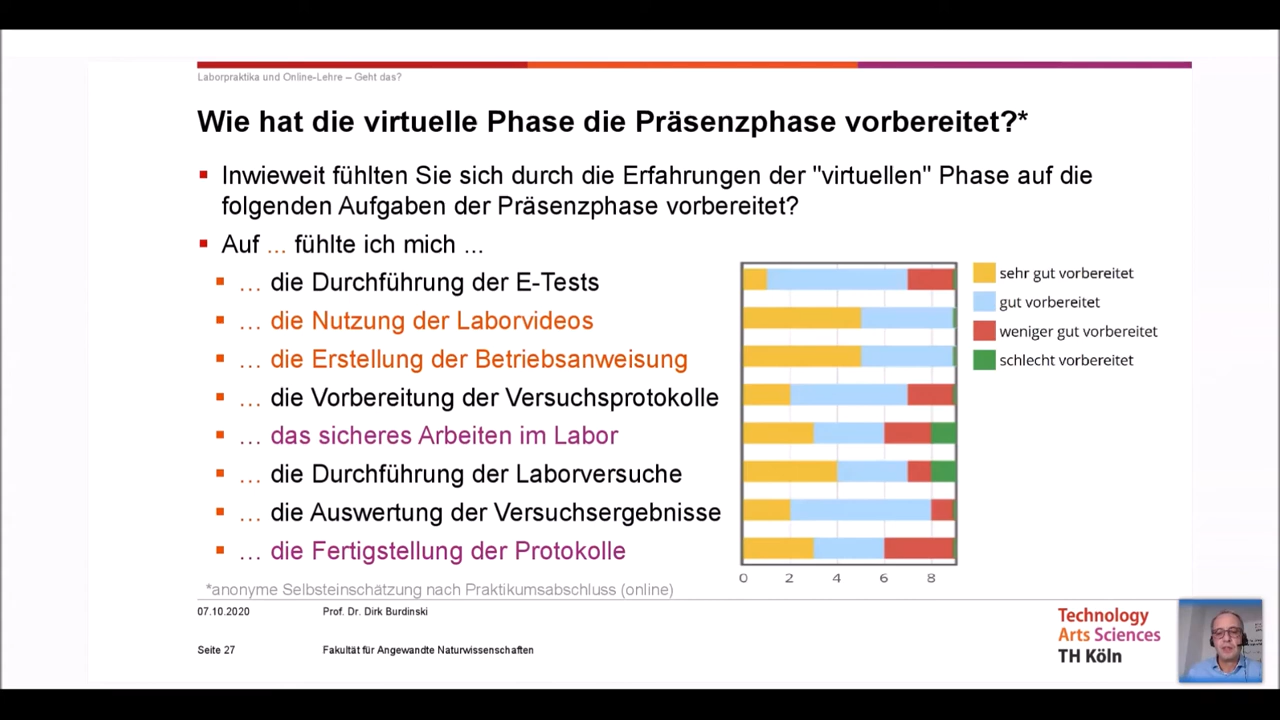 Laborpraktika und Online-Lehre – Geht das?
Wie hat die virtuelle Phase die Präsenzphase vorbereitet?*
Inwieweit fühlten Sie sich durch die Erfahrungen der "virtuellen" Phase auf die
folgenden Aufgaben der Präsenzphase vorbereitet?
Auf ... fühlte ich mich ...
... die Durchführung der E-Tests
... die Nutzung der Laborvideos
... die Erstellung der Betriebsanweisung
... die Vorbereitung der Versuchsprotokolle
... das sicheres Arbeiten im Labor
... die Durchführung der Laborversuche
... die Auswertung der Versuchsergebnisse
... die Fertigstellung der Protokolle
sehr gut vorbereitet
gut vorbereitet
weniger gut vorbereitet
schlecht vorbereitet
0 2 4 6 8
*anonyme Selbsteinschätzung nach Praktikumsabschluss (online)
07.10.2020 Prof. Dr. Dirk Burdinski
Seite 27 Fakultät für Angewandte Naturwissenschaften
Technology
Arts Sciences
TH Köln